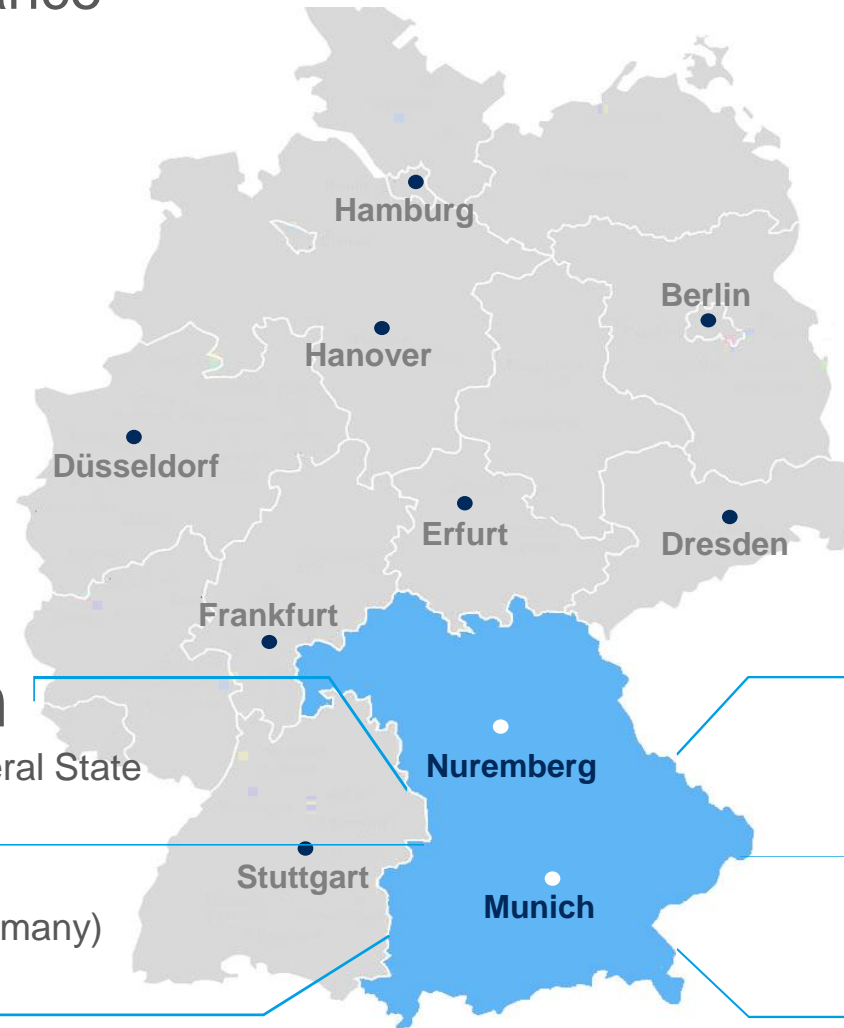 Hamburg
Berlin
Hanover
Düsseldorf
Erfurt
Dresden
Frankfurt
Nuremberg
eral State
Stuttgart
Munich
many)